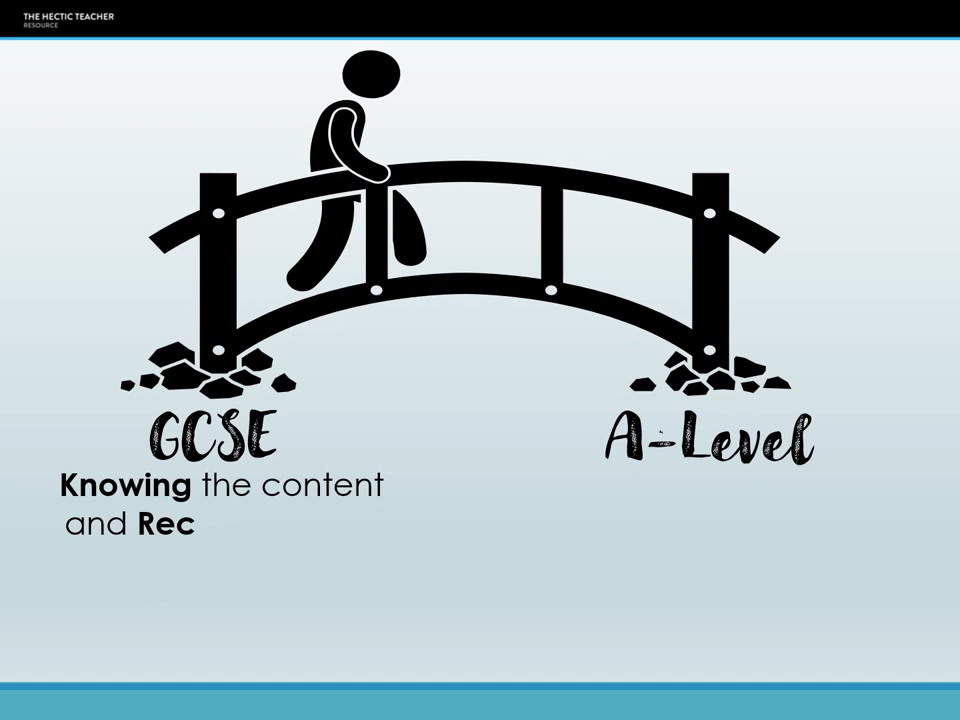 THE HECTIC TEACHER
RESOURCE
GCSE
A-Level
Knowing the content
and Rec